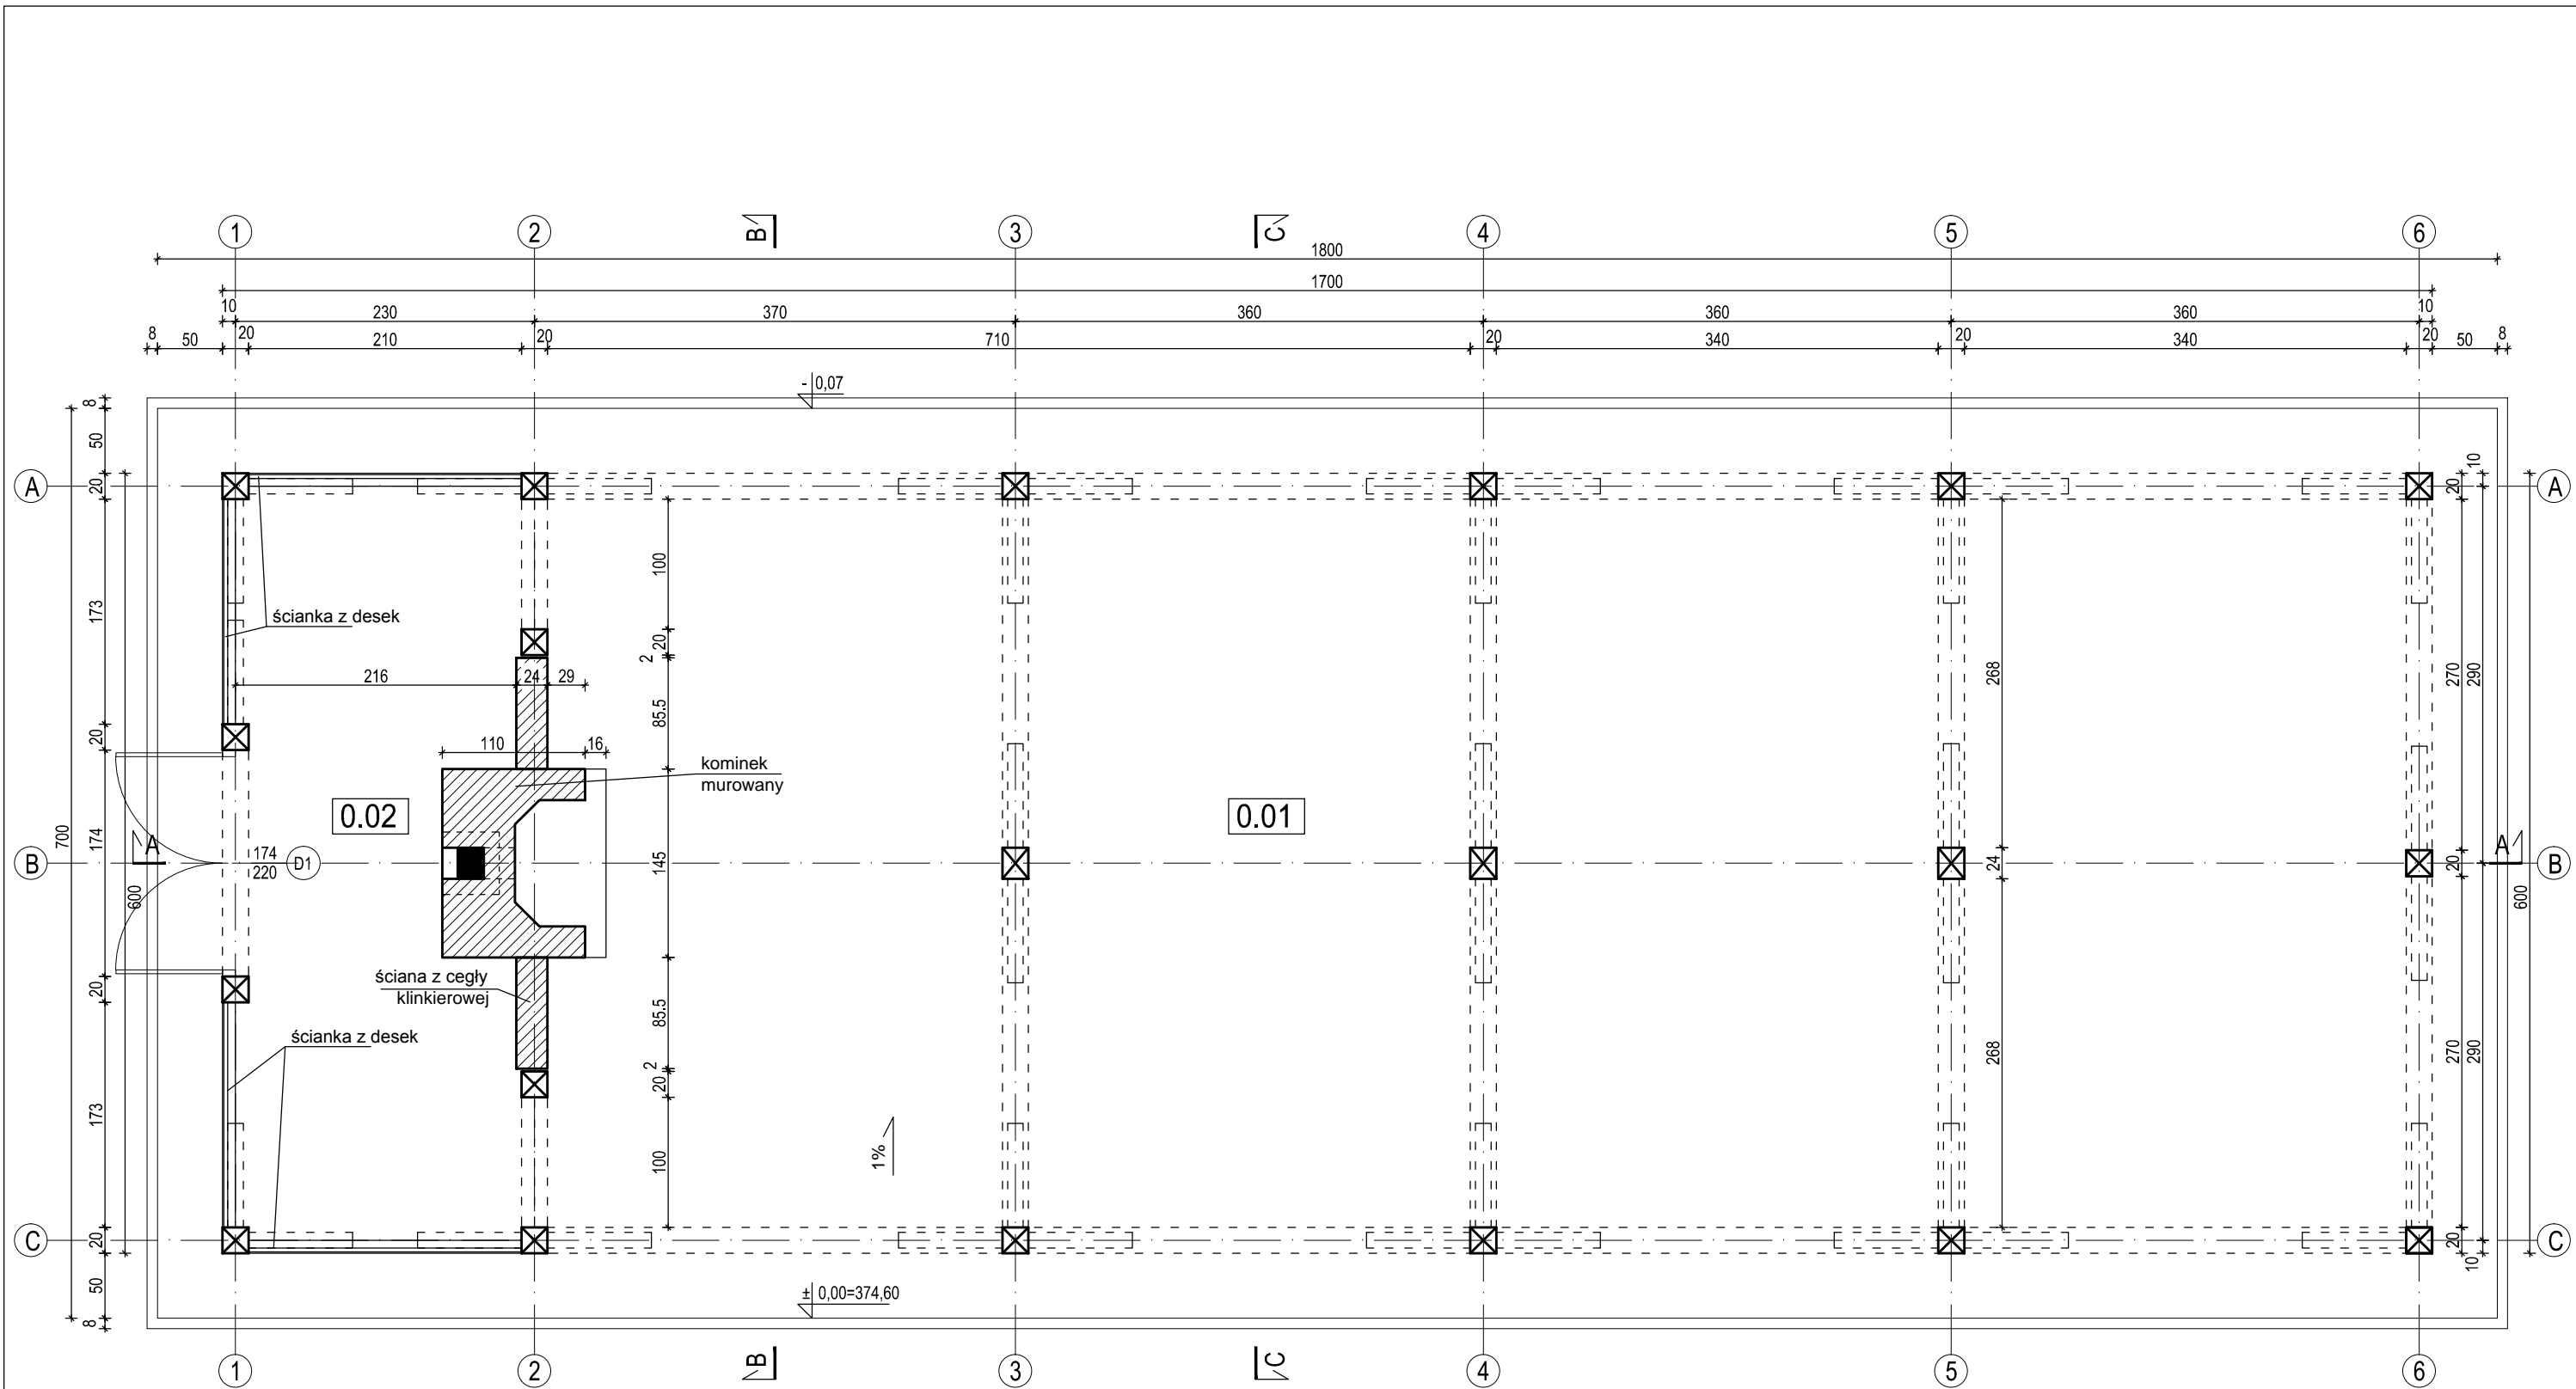 1 2 B 3 C 4 5 6
1800
1700
10 230 370 360 360 360 10
8 50 20 210 20 710 20 340 20 340 20 50 8
- 0,07
8
50
A 20 10 20 A
100
173
ścianka z desek
20
2
216 24 29
268 270 290
85.5
20
110 16
kominek
murowany
0.02 0.01
700 174 A 145 A
B 174 D1 24 20 B
220
600 600
ściana z cegły
klinkierowej
20
85.5
ścianka z desek
268 270 290
2
20
173
1%
100
C 20 20 C
10
50
± 0,00=374,60
8
1 2 B 3 C 4 5 6